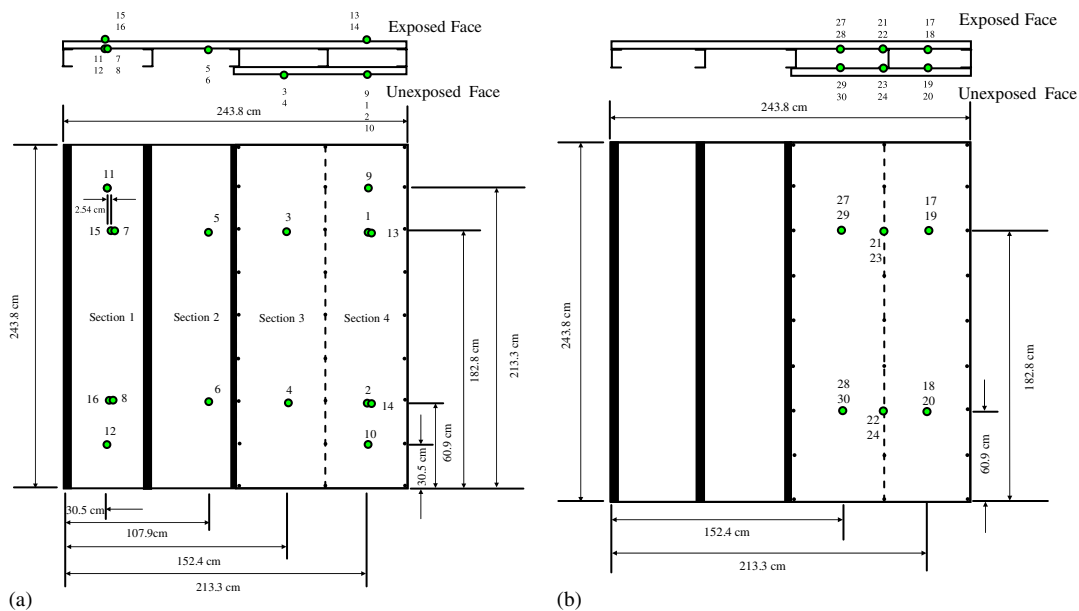 15
16
13
14
Exposed Face
11
12
7
8
5
6
3
4
9
1
2
10
Unexposed Face
243.8 cm
11
9
2.54 cm
15
7
5
3
1
13
Section 1
Section 2
Section 3
Section 4
243.8 cm
182.8 cm
213.3 cm
16
8
6
4
2
14
12
10
30.5 cm
60.9 cm
30.5 cm
107.9cm
152.4 cm
213.3 cm
(a)
27
28
21
22
17
18
Exposed Face
29
30
23
24
19
20
Unexposed Face
243.8 cm
27
29
17
19
21
23
243.8 cm
182.8 cm
28
30
18
20
22
24
60.9 cm
152.4 cm
213.3 cm
(b)